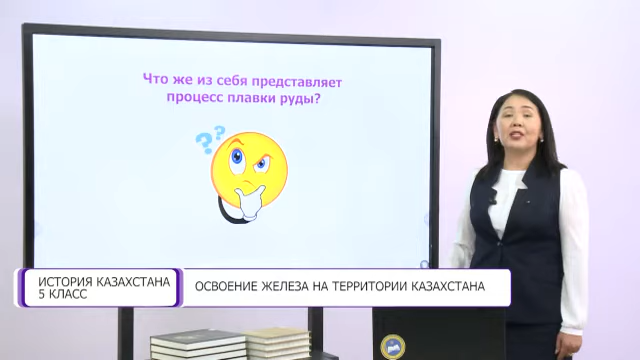 Что же из себя представляет
процесс плавки руды?
??
ИСТОРИЯ КАЗАХСТАНА
5 КЛАСС
ОСВОЕНИЕ ЖЕЛЕЗА НА ТЕРРИТОРИИ КАЗАХСТАНА